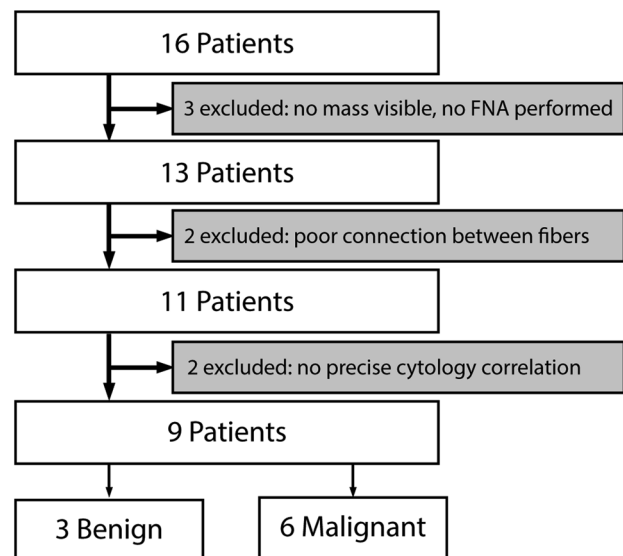 16 Patients
3 excluded: no mass visible, no FNA performed
13 Patients
2 excluded: poor connection between fibers
11 Patients
2 excluded: no precise cytology correlation
9 Patients
3 Benign
6 Malignant